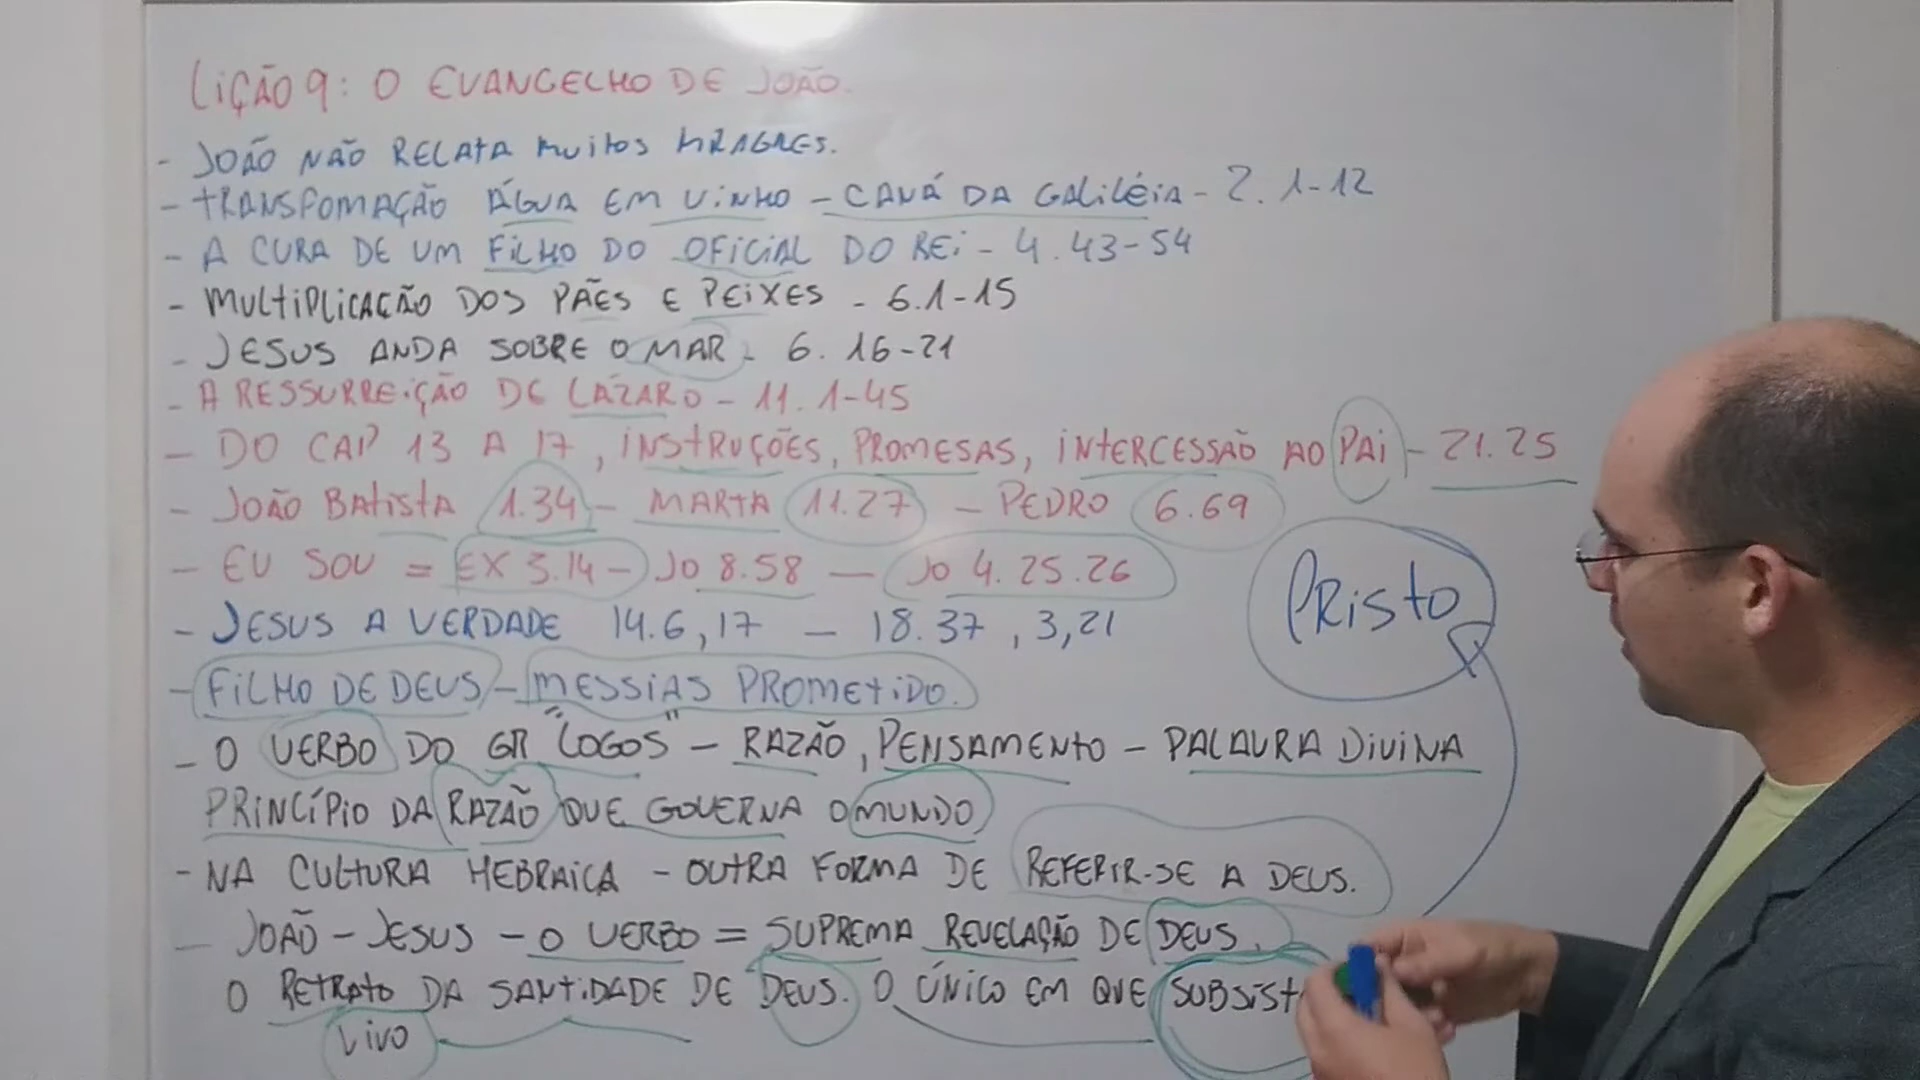 LIÇÃO 9: O EVANGELHO DE JOÃO.
- JOÃO NÃO RELATA MUITOS MILAGRES.
- TRANSFOMAÇÃO ÁGUA EM VINHO - CANÁ DA GALILÉIA - 2. 1-12
- A CURA DE UM FILHO DO OFICIAL DO REI - 4. 43-54
- MULTIPLICAÇÃO DOS PÃES E PEIXES - 6.1-15
- JESUS ANDA SOBRE O MAR - 6. 16-21
- A RESSURREIÇÃO DE LÁZARO - 11. 1-45
- DO CAP 13 A 17, INSTRUÇÕES, PROMESAS, INTERCESSÃO AO PAI - 21.25
- JOÃO BATISTA 1.34 - MARTA 11.27 - PEDRO 6.69
- EU SOU = EX 3.14 - JO 8.58 - JO 4.25.26
- JESUS A VERDADE 14.6,17 - 18.37, 3,21
CRISTO
- FILHO DE DEUS - MESSIAS PROMETIDO.
- O VERBO DO GR "LOGOS" - RAZÃO, PENSAMENTO - PALAVRA DIVINA
PRINCÍPIO DA RAZÃO QUE GOVERNA O MUNDO
- NA CULTURA HEBRAICA - OUTRA FORMA DE REFERIR-SE A DEUS.
- JOÃO - JESUS - O VERBO = SUPREMA REVELAÇÃO DE DEUS.
O RETRATO DA SANTIDADE DE DEUS. O ÚNICO EM QUE SUBSIST
VIVO